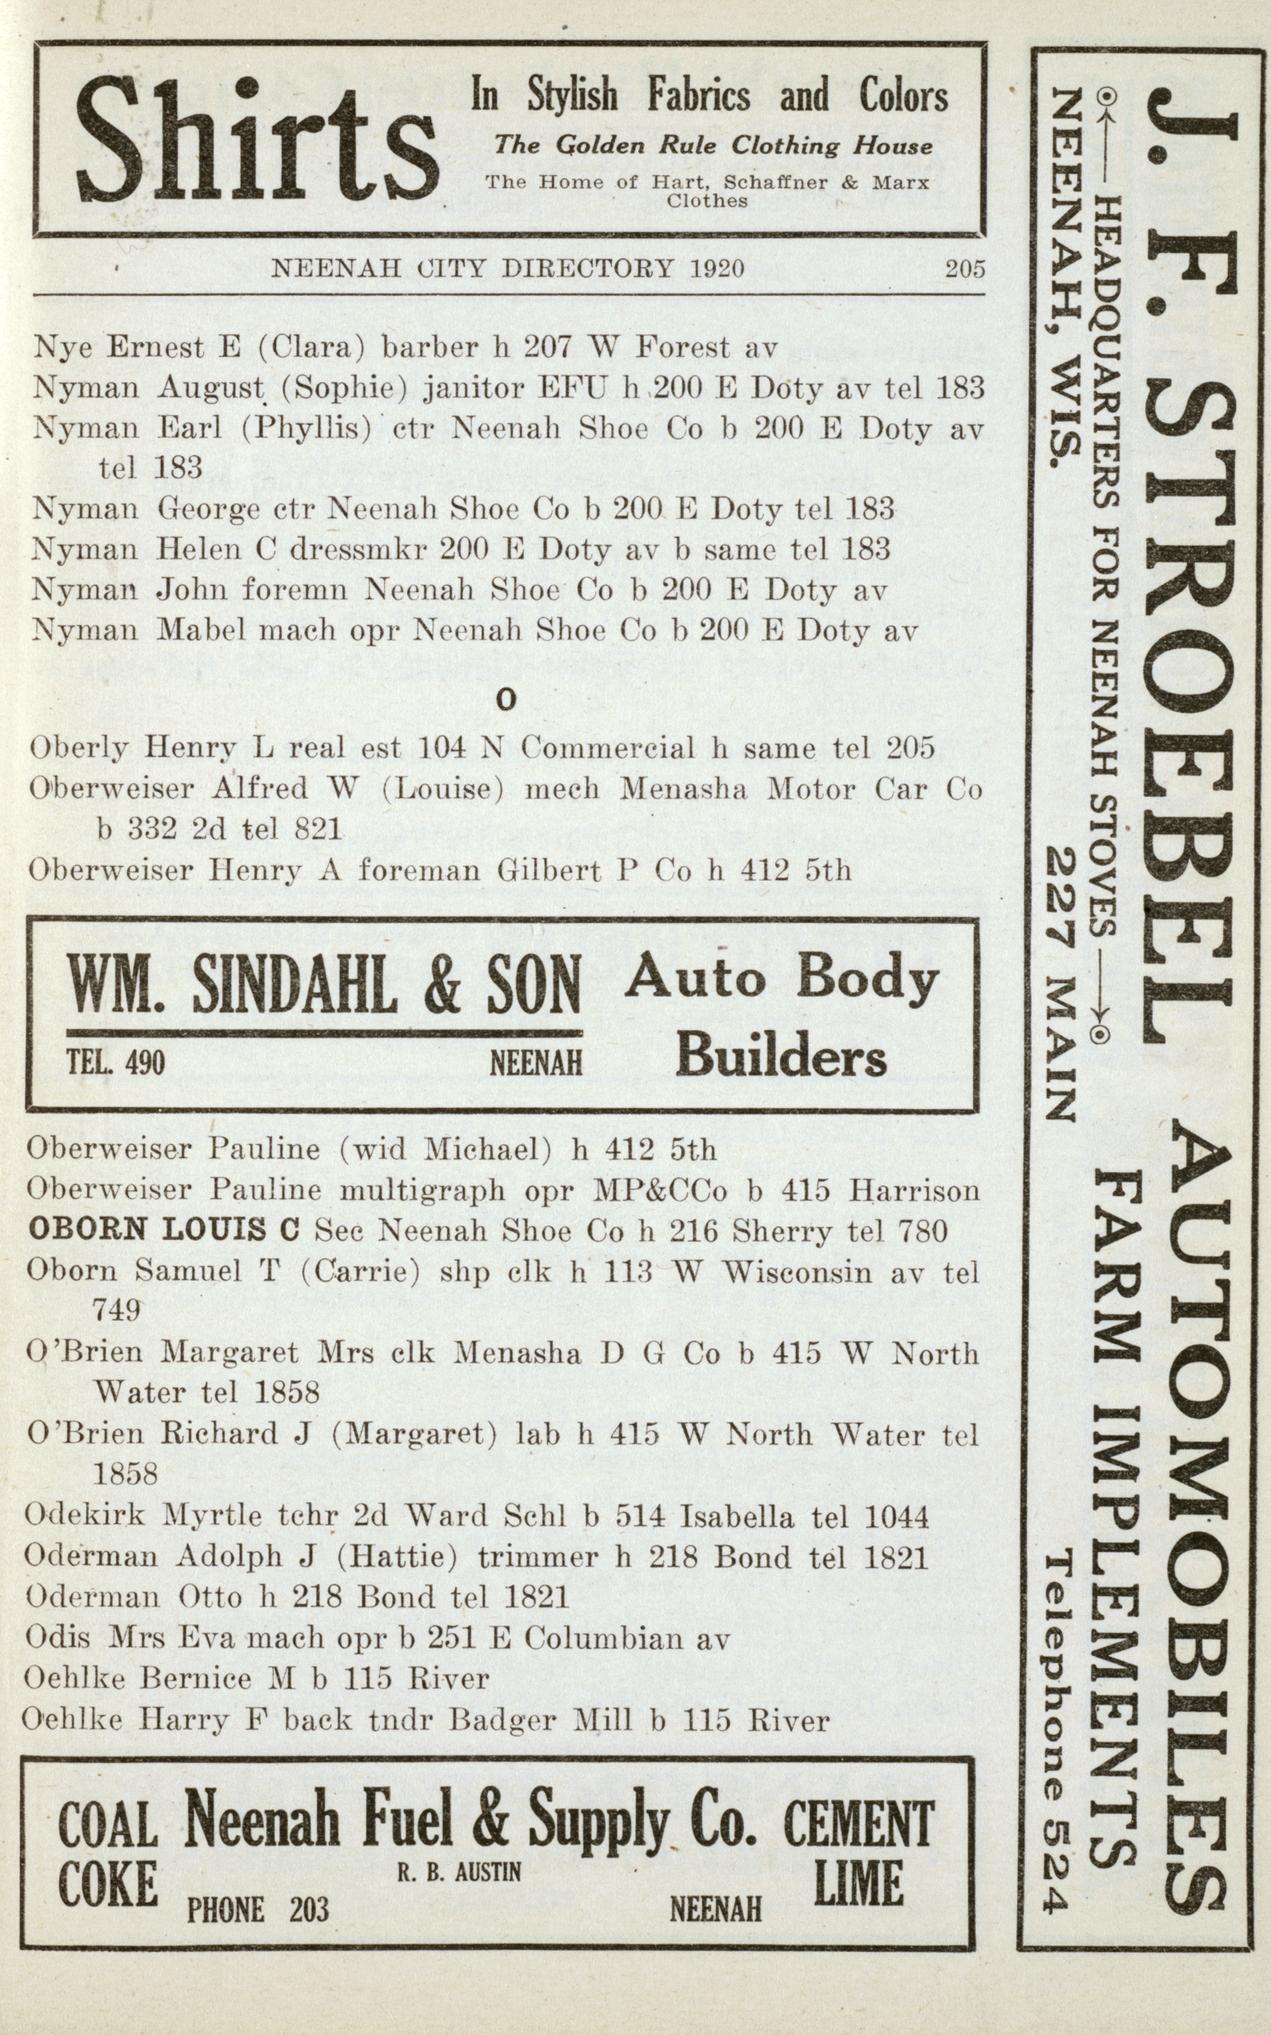 Shirts
In Stylish Fabrics and Colors
The Golden Rule Clothing House
The Home of Hart, Schaffner & Marx
Clothes
NEENAH CITY DIRECTORY 1920 205
Nye Ernest E (Clara) barber h 207 W Forest av
Nyman August (Sophie) janitor EFU h 200 E Doty av tel 183
Nyman Earl (Phyllis) ctr Neenah Shoe Co b 200 E Doty av
tel 183
Nyman George ctr Neenah Shoe Co b 200 E Doty tel 183
Nyman Helen C dressmkr 200 E Doty av b same tel 183
Nyman John foremn Neenah Shoe Co b 200 E Doty av
Nyman Mabel mach opr Neenah Shoe Co b 200 E Doty av
O
Oberly Henry L real est 104 N Commercial h same tel 205
Oberweiser Alfred W (Louise) mech Menasha Motor Car Co
b 332 2d tel 821
Oberweiser Henry A foreman Gilbert P Co h 412 5th
WM. SINDAHL & SON
TEL. 490 NEENAH
Auto Body
Builders
Oberweiser Pauline (wid Michael) h 412 5th
Oberweiser Pauline multigraph opr MP&CCo b 415 Harrison
OBORN LOUIS C Sec Neenah Shoe Co h 216 Sherry tel 780
Oborn Samuel T (Carrie) shp clk h 113 W Wisconsin av tel
749
O'Brien Margaret Mrs clk Menasha D G Co b 415 W North
Water tel 1858
O'Brien Richard J (Margaret) lab h 415 W North Water tel
1858
Odekirk Myrtle tchr 2d Ward Schl b 514 Isabella tel 1044
Oderman Adolph J (Hattie) trimmer h 218 Bond tel 1821
Oderman Otto h 218 Bond tel 1821
Odis Mrs Eva mach opr b 251 E Columbian av
Oehlke Bernice M b 115 River
Oehlke Harry F back tndr Badger Mill b 115 River
COAL
COKE
Neenah Fuel & Supply Co.
R. B. AUSTIN
PHONE 203 NEENAH
CEMENT
LIME
J. F. STROEBEL AUTOMOBILES
HEADQUARTERS FOR NEENAH STOVES FARM IMPLEMENTS
NEENAH, WIS. 227 MAIN Telephone 524